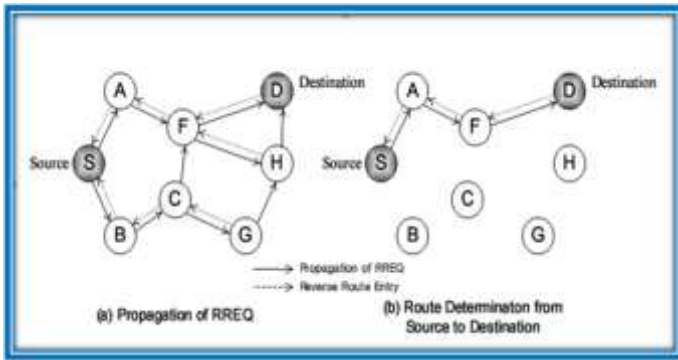 A
D
Destination
F
Source
S
H
C
B
G
Propagation of RREQ
Reverse Route Entry
(a) Propagation of RREQ
A
D
Destination
F
Source
S
H
C
B
G
(b) Route Determinaton from
Source to Destination